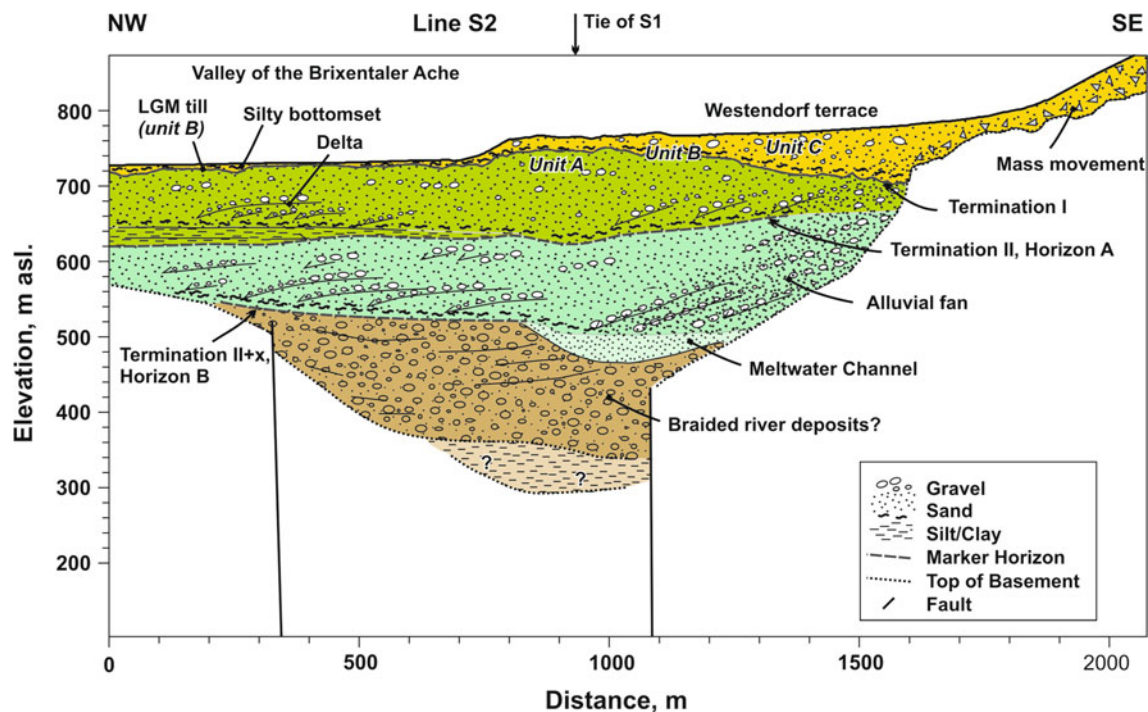 NW
Line S2
Tie of S1
SE
Valley of the Brixentaler Ache
LGM till
(unit B)
Silty bottomset
Delta
Westendorf terrace
Unit A
Unit B
Unit C
Mass movement
Termination I
Termination II, Horizon A
Alluvial fan
Termination II+x,
Horizon B
Meltwater Channel
Braided river deposits?
?
?
Gravel
Sand
Silt/Clay
Marker Horizon
Top of Basement
Fault
Elevation, m asl.
800
700
600
500
400
300
200
0
500
1000
1500
2000
Distance, m